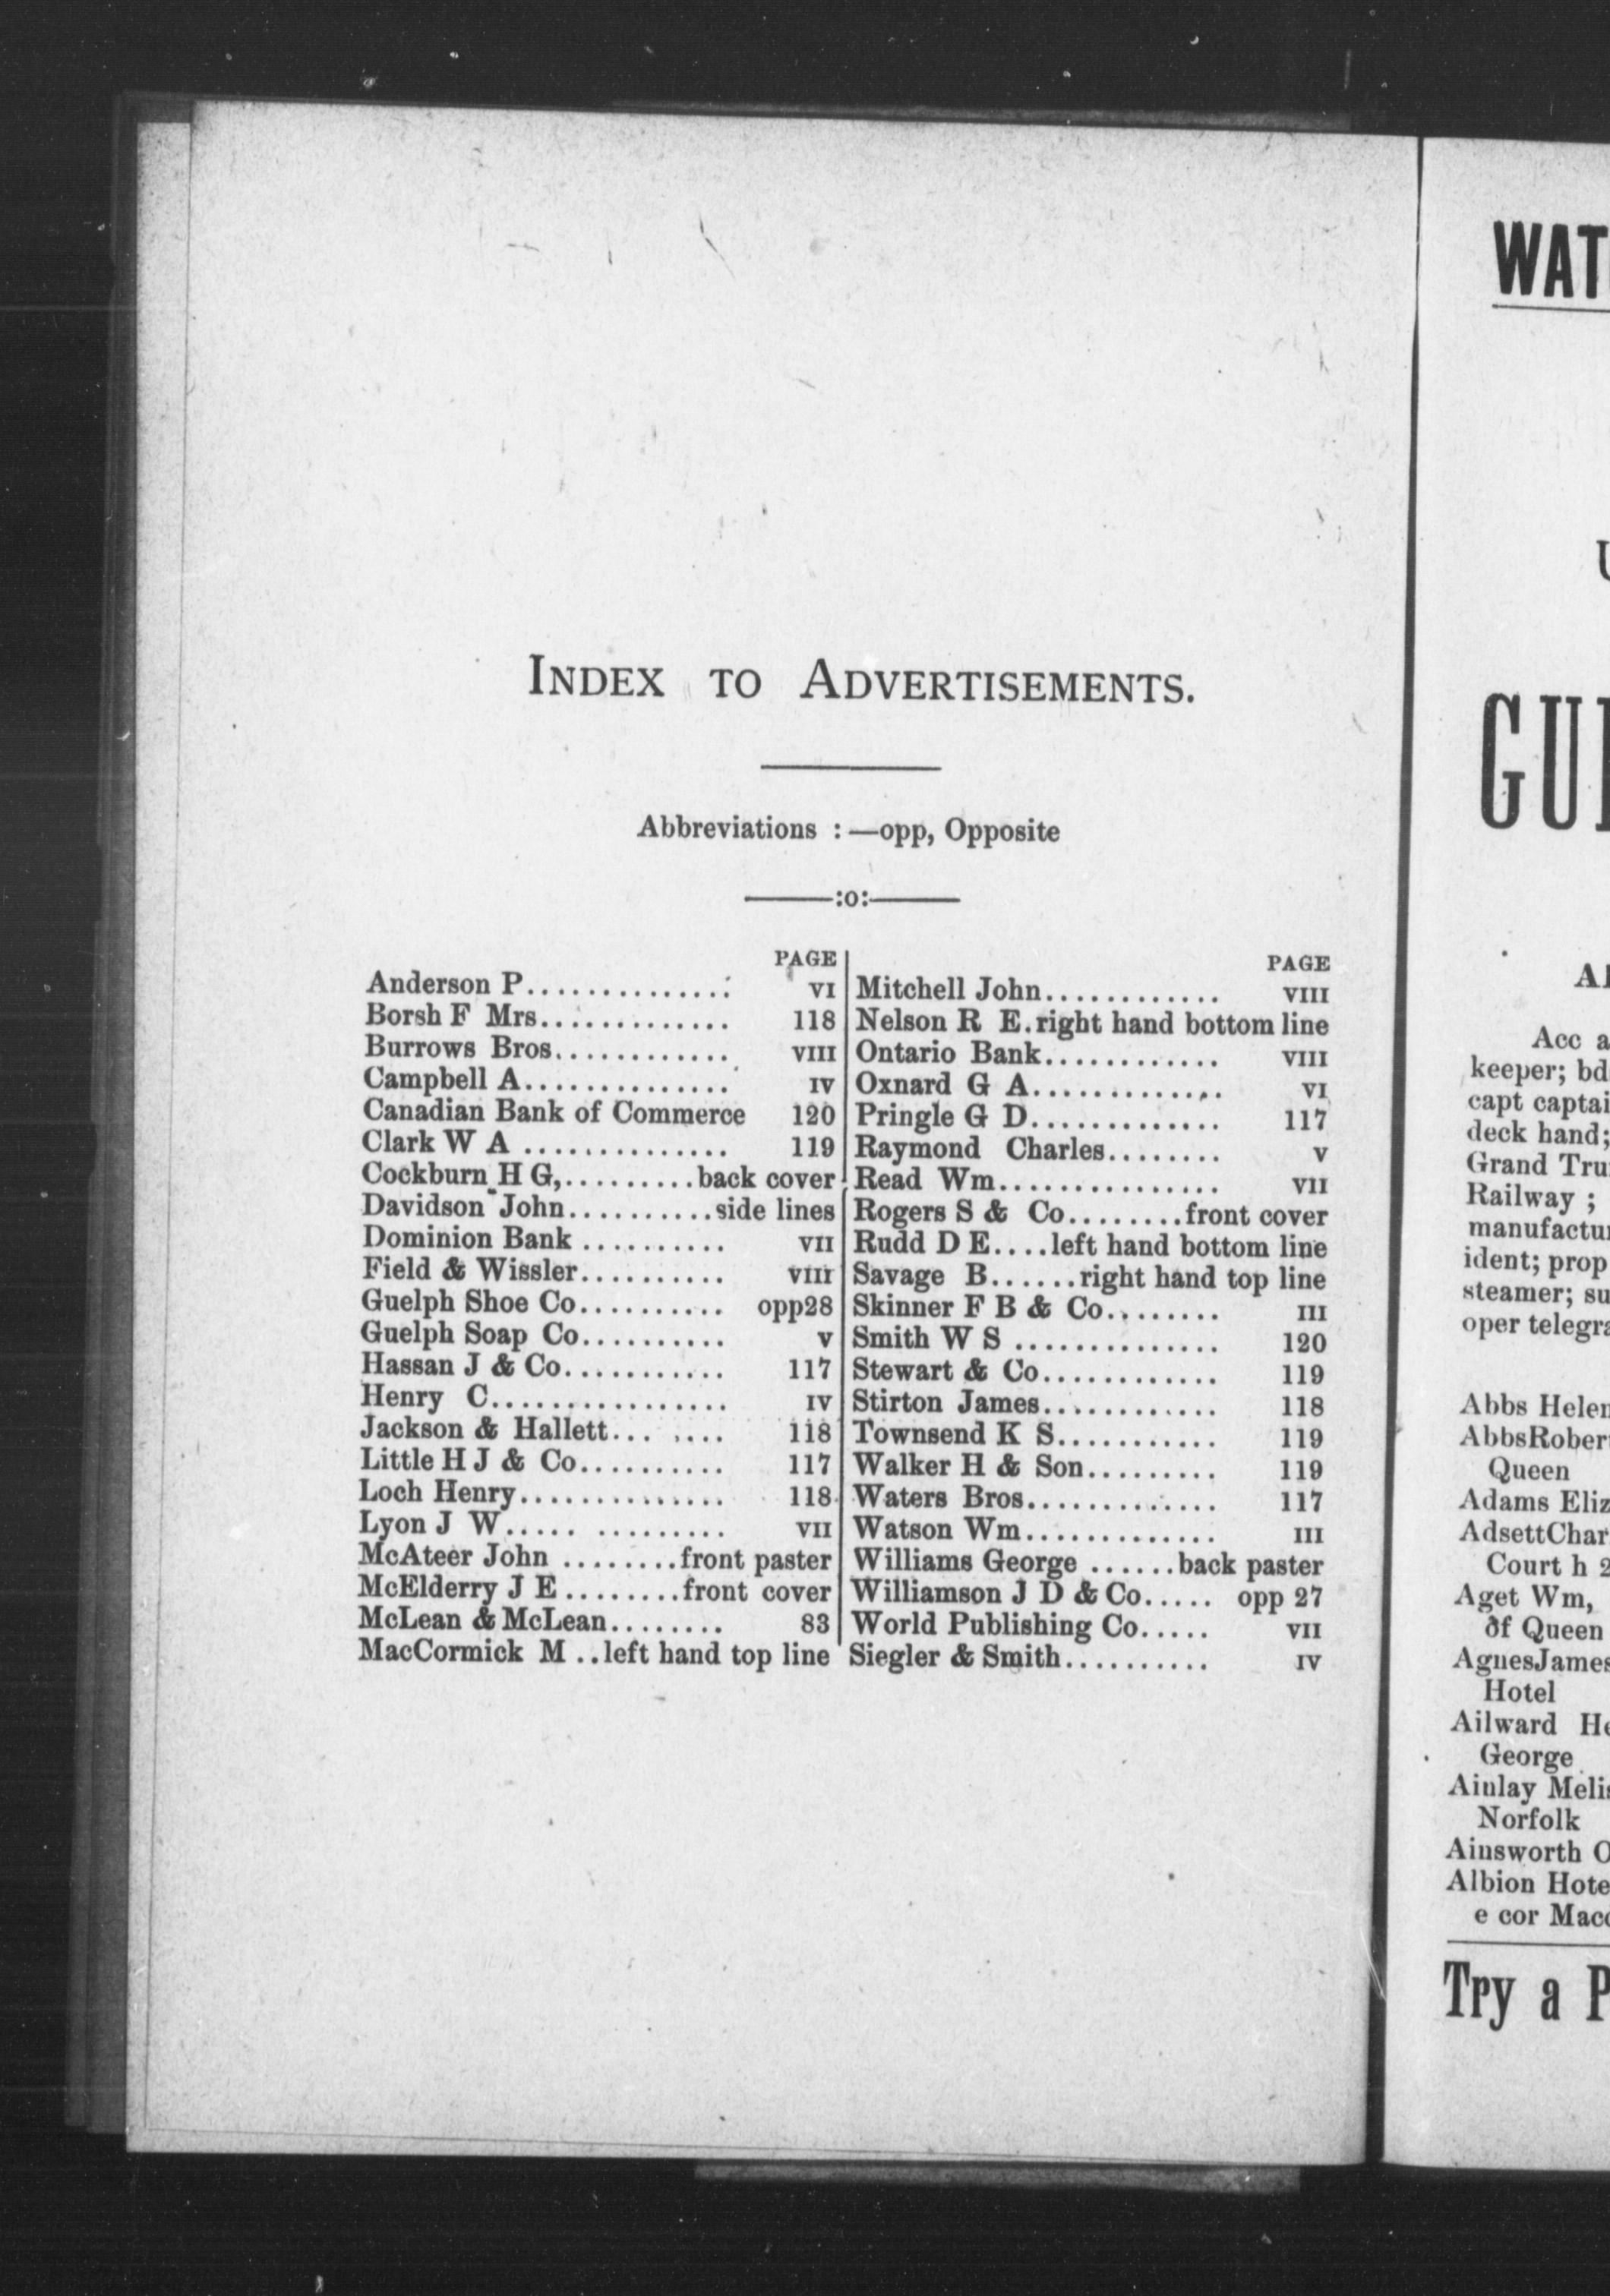 INDEX TO ADVERTISEMENTS.
Abbreviations :—opp, Opposite
——:o:——
PAGE
Anderson P.............. VI
Borsh F Mrs............. 118
Burrows Bros............ VIII
Campbell A.............. IV
Canadian Bank of Commerce 120
Clark W A .............. 119
Cockburn H G,.........back cover
Davidson John..........side lines
Dominion Bank .......... VII
Field & Wissler.......... VIII
Guelph Shoe Co.......... opp28
Guelph Soap Co.......... V
Hassan J & Co........... 117
Henry C................ IV
Jackson & Hallett... .... 118
Little H J & Co.......... 117
Loch Henry.............. 118
Lyon J W..... ......... VII
McAteer John ........front paster
McElderry J E ........front cover
McLean & McLean........ 83
MacCormick M ..left hand top line
PAGE
Mitchell John............ VIII
Nelson R E.right hand bottom line
Ontario Bank............ VIII
Oxnard G A............. VI
Pringle G D............. 117
Raymond Charles........ V
Read Wm............... VII
Rogers S & Co........front cover
Rudd D E....left hand bottom line
Savage B......right hand top line
Skinner F B & Co........ III
Smith W S .............. 120
Stewart & Co............ 119
Stirton James............ 118
Townsend K S........... 119
Walker H & Son......... 119
Waters Bros............. 117
Watson Wm............. III
Williams George ......back paster
Williamson J D & Co..... opp 27
World Publishing Co..... VII
Siegler & Smith.......... IV
WAT
GU
Acc a
keeper; bd
capt captai
deck hand;
Grand Tru
Railway ;
manufactu
ident; prop
steamer; su
oper telegra
Abbs Helen
AbbsRober
Queen
Adams Eliz
AdsettChar
Court h 2
Aget Wm,
of Queen
AgnesJames
Hotel
Ailward He
George
Ainlay Meli
Norfolk
Ainsworth
Albion Hote
e cor Mac
Try a P